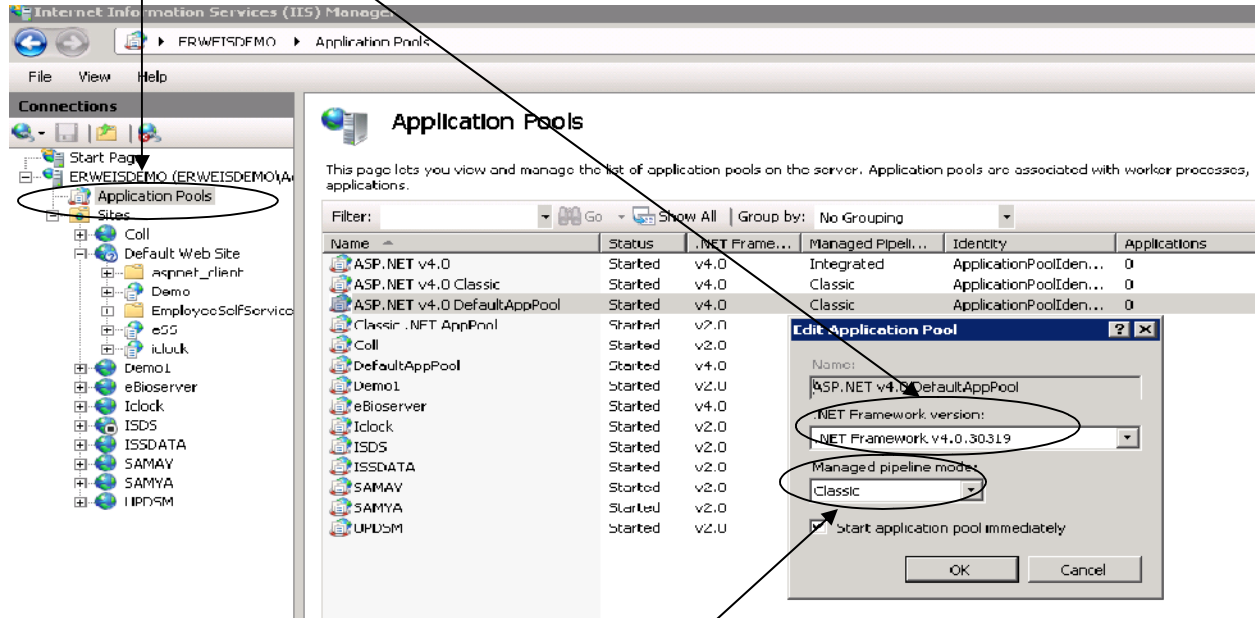 Internet Information Services (IIS) Manager
ERWEISDEMO Application Pools
File View Help
Connections
Start Page
ERWEISDEMO (ERWEISDEMO\A
Application Pools
Sites
Coll
Default Web Site
aspnet_client
Demo
EmployeeSelfService
eSS
iclock
Demo1
eBioserver
Iclock
ISDS
ISSDATA
SAMAY
SAMYA
UPDSM
Application Pools
This page lets you view and manage the list of application pools on the server. Application pools are associated with worker processes,
applications.
Filter: Go Show All Group by: No Grouping
Name Status .NET Frame... Managed Pipeli... Identity Applications
ASP.NET v4.0 Started v4.0 Integrated ApplicationPoolIden... 0
ASP.NET v4.0 Classic Started v4.0 Classic ApplicationPoolIden... 0
ASP.NET v4.0 DefaultAppPool Started v4.0 Classic ApplicationPoolIden... 0
Classic .NET AppPool Started v2.0
Coll Started v2.0
DefaultAppPool Started v4.0
Demo1 Started v2.0
eBioserver Started v4.0
Iclock Started v2.0
ISDS Started v2.0
ISSDATA Started v2.0
SAMAY Started v2.0
SAMYA Started v2.0
UPDSM Started v2.0
Edit Application Pool
Name:
ASP.NET v4.0 DefaultAppPool
.NET Framework version:
.NET Framework v4.0.30319
Managed pipeline mode:
Classic
Start application pool immediately
OK Cancel